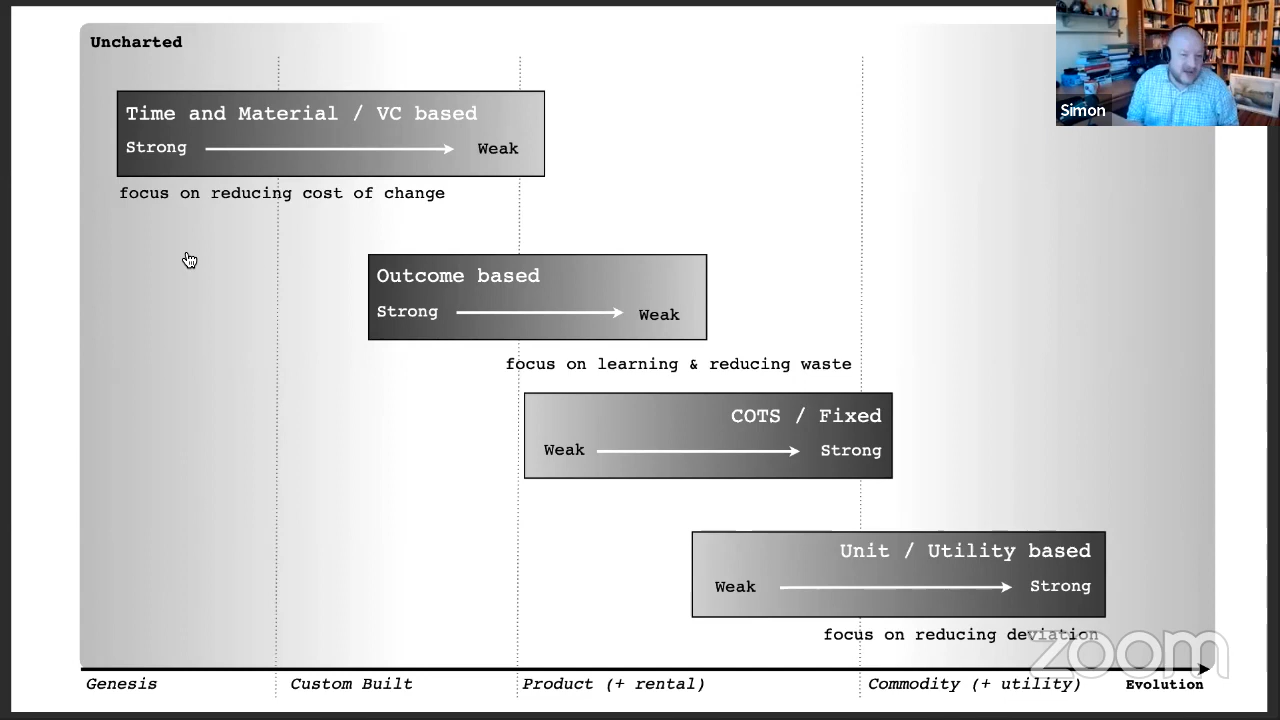 Uncharted
Simon
Time and Material / VC based
Strong Weak
focus on reducing cost of change
Outcome based
Strong Weak
focus on learning & reducing waste
COTS / Fixed
Weak Strong
Unit / Utility based
Weak Strong
focus on reducing deviation
zoom
Genesis Custom Built Product (+ rental) Commodity (+ utility) Evolution